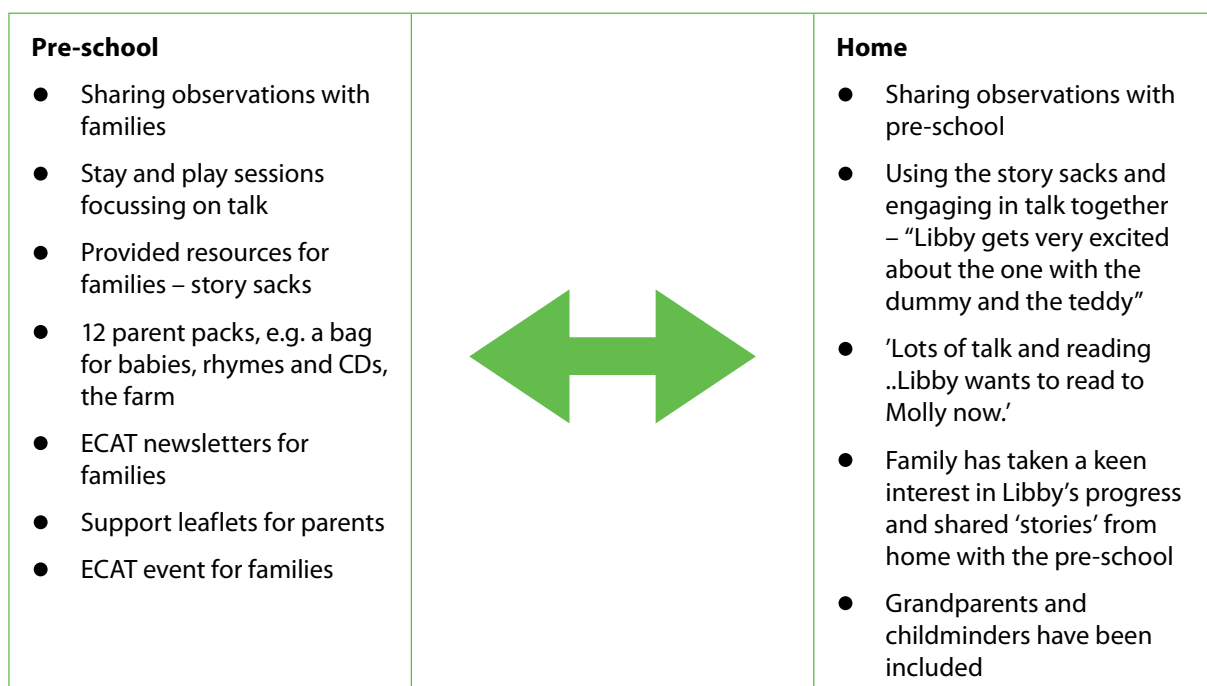 Pre-school
● Sharing observations with
families
● Stay and play sessions
focussing on talk
● Provided resources for
families – story sacks
● 12 parent packs, e.g. a bag
for babies, rhymes and CDs,
the farm
● ECAT newsletters for
families
● Support leaflets for parents
● ECAT event for families
Home
● Sharing observations with
pre-school
● Using the story sacks and
engaging in talk together
– “Libby gets very excited
about the one with the
dummy and the teddy”
● ’Lots of talk and reading
..Libby wants to read to
Molly now.’
● Family has taken a keen
interest in Libby’s progress
and shared ‘stories’ from
home with the pre-school
● Grandparents and
childminders have been
included